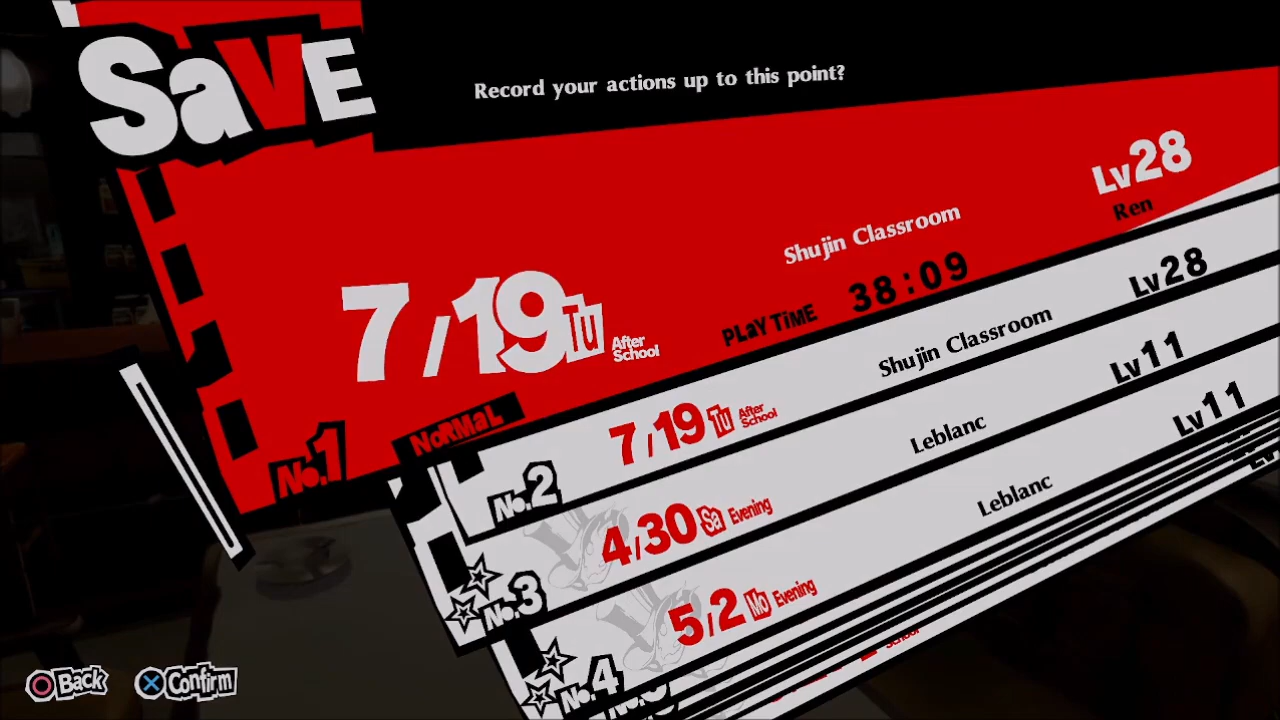 SaVE
Record your actions up to this point?
Lv28
Ren
Shujin Classroom
PLaY TiME 38:09
7/19 Tu After School
No.1
NoRMaL
Lv28
Shujin Classroom
7/19 Tu After School
No.2
Lv11
Leblanc
4/30 Sa Evening
No.3
Lv11
Leblanc
5/2 Mo Evening
No.4
Back
Confirm